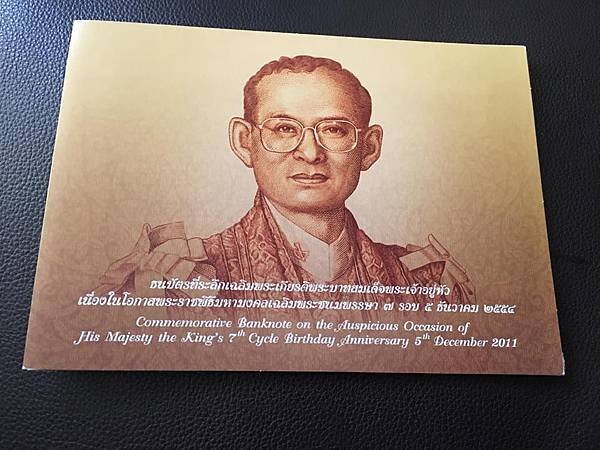 ธนบัตรที่ระลึกเฉลิมพระเกียรติพระบาทสมเด็จพระเจ้าอยู่หัว
เนื่องในโอกาสพระราชพิธีมหามงคลเฉลิมพระชนมพรรษา ๗ รอบ ๕ ธันวาคม ๒๕๕๔
Commemorative Banknote on the Auspicious Occasion of
His Majesty the King's 7th Cycle Birthday Anniversary 5th December 2011